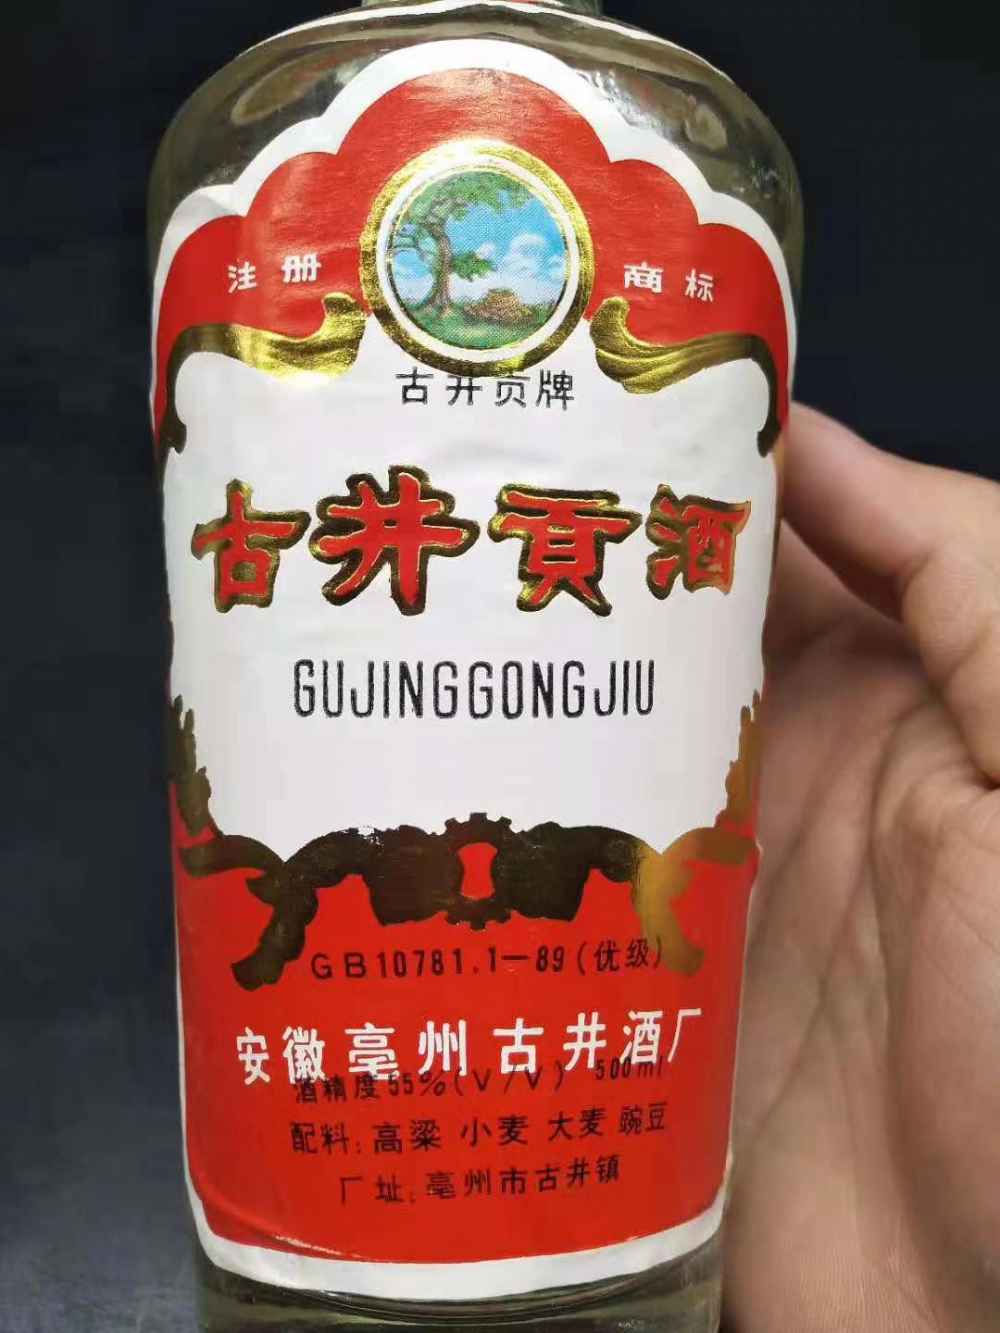 注册 商标
古井贡牌
古井贡酒
GUJINGGONGJIU
GB10781.1—89(优级)
安徽亳州古井酒厂
酒精度55%(V/V) 500ml
配料:高粱 小麦 大麦 豌豆
厂址:亳州市古井镇